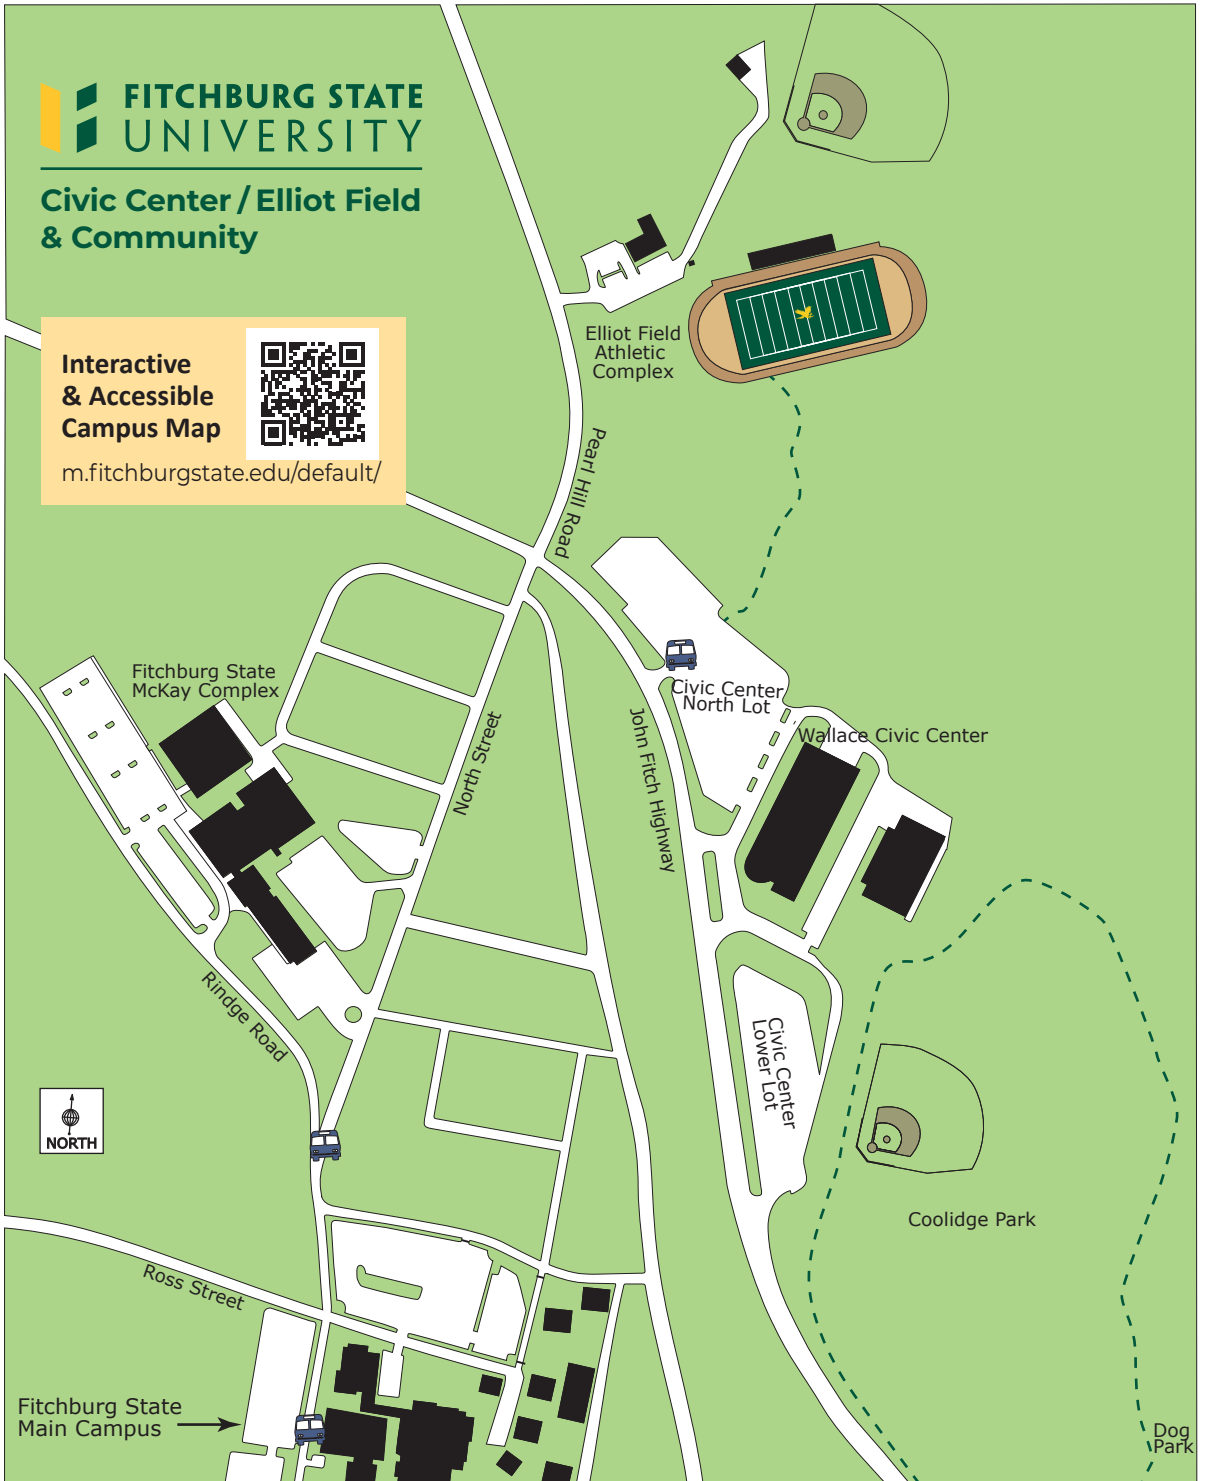 FITCHBURG STATE
UNIVERSITY
Civic Center / Elliot Field
& Community
Interactive
& Accessible
Campus Map
m.fitchburgstate.edu/default/
Elliot Field
Athletic
Complex
Pearl Hill Road
Fitchburg State
McKay Complex
Civic Center
North Lot
Wallace Civic Center
North Street
John Fitch Highway
Rindge Road
Civic Center
Lower Lot
NORTH
Coolidge Park
Ross Street
Fitchburg State
Main Campus
Dog
Park